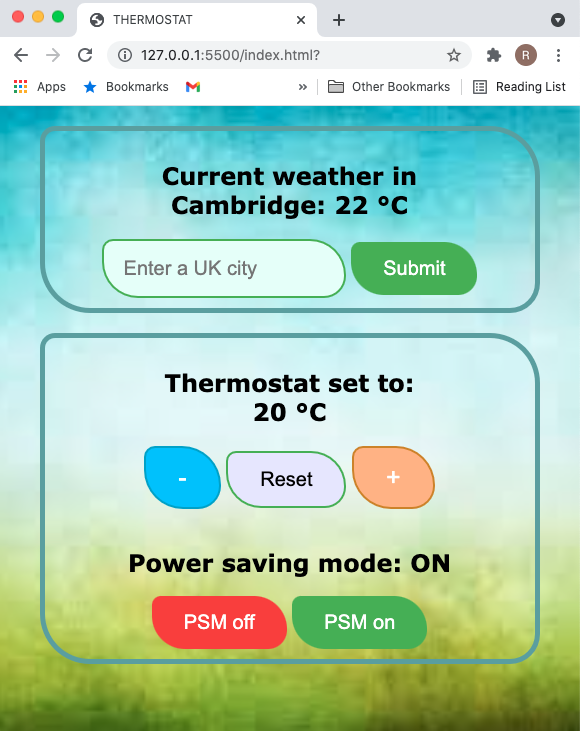 THERMOSTAT
127.0.0.1:5500/index.html?
R
Apps Bookmarks » Other Bookmarks Reading List
Current weather in
Cambridge: 22 °C
Enter a UK city Submit
Thermostat set to:
20 °C
- Reset +
Power saving mode: ON
PSM off PSM on